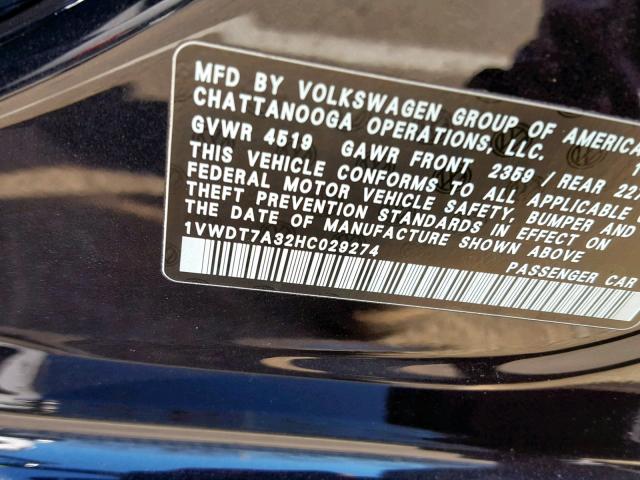 MFD BY VOLKSWAGEN GROUP OF AMERICA
CHATTANOOGA OPERATIONS, LLC.
GVWR 4519 GAWR FRONT 2359 / REAR 22
THIS VEHICLE CONFORMS TO ALL APPLICABLE
FEDERAL MOTOR VEHICLE SAFETY, BUMPER AND
THEFT PREVENTION STANDARDS IN EFFECT ON
THE DATE OF MANUFACTURE SHOWN ABOVE
1VWDT7A32HC029274
PASSENGER CAR